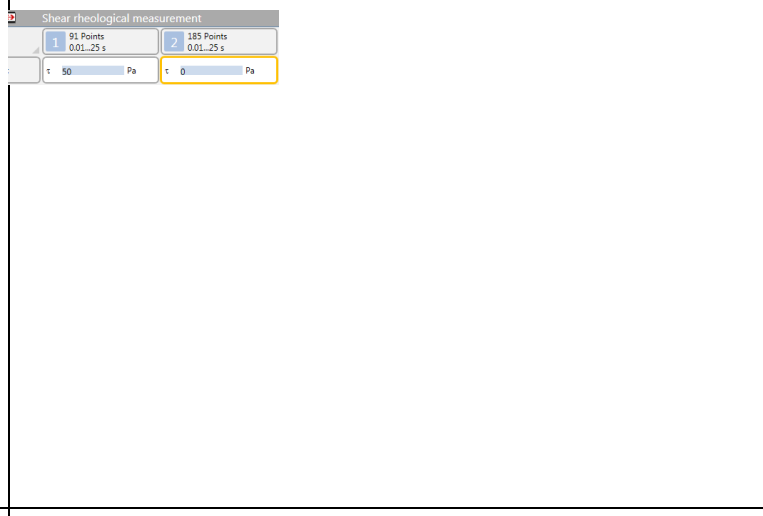 Shear rheological measurement
1 91 Points
0.01...25 s
2 185 Points
0.01...25 s
τ 50 Pa
τ 0 Pa